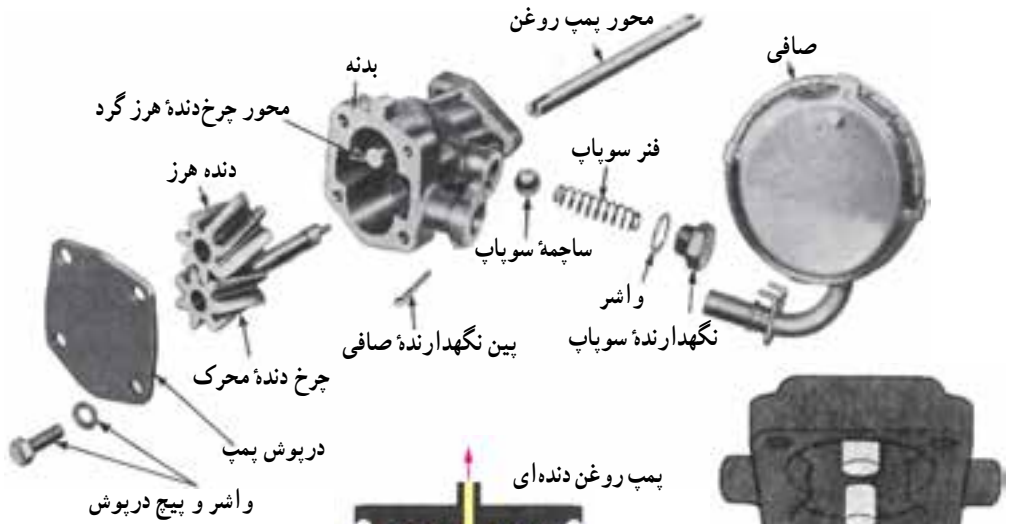 محور پمپ روغن
صافی
بدنه
محور چرخ‌دندهٔ هرز گرد
فنر سوپاپ
دنده هرز
ساچمهٔ سوپاپ
واشر
نگهدارندهٔ سوپاپ
پین نگهدارندهٔ صافی
چرخ دندهٔ محرک
درپوش پمپ
پمپ روغن دنده‌ای
واشر و پیچ درپوش